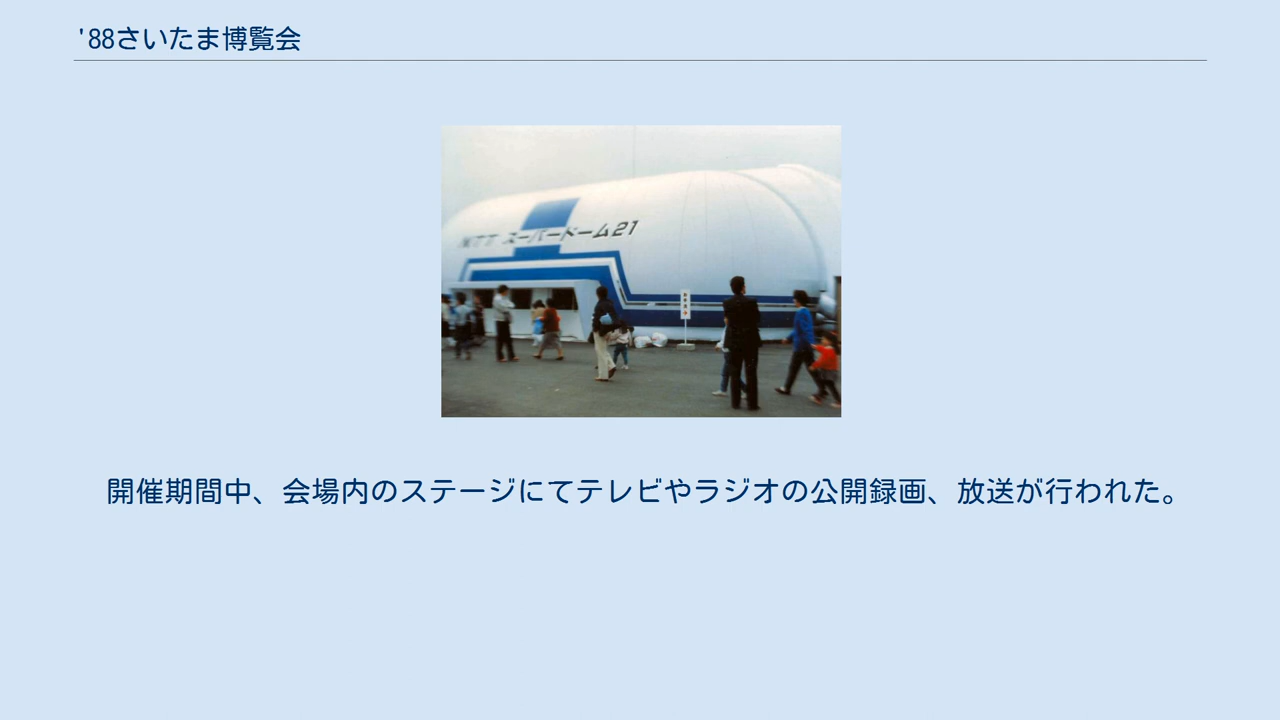 '88さいたま博覧会
NTT スーパードーム21
開催期間中、会場内のステージにてテレビやラジオの公開録画、放送が行われた。